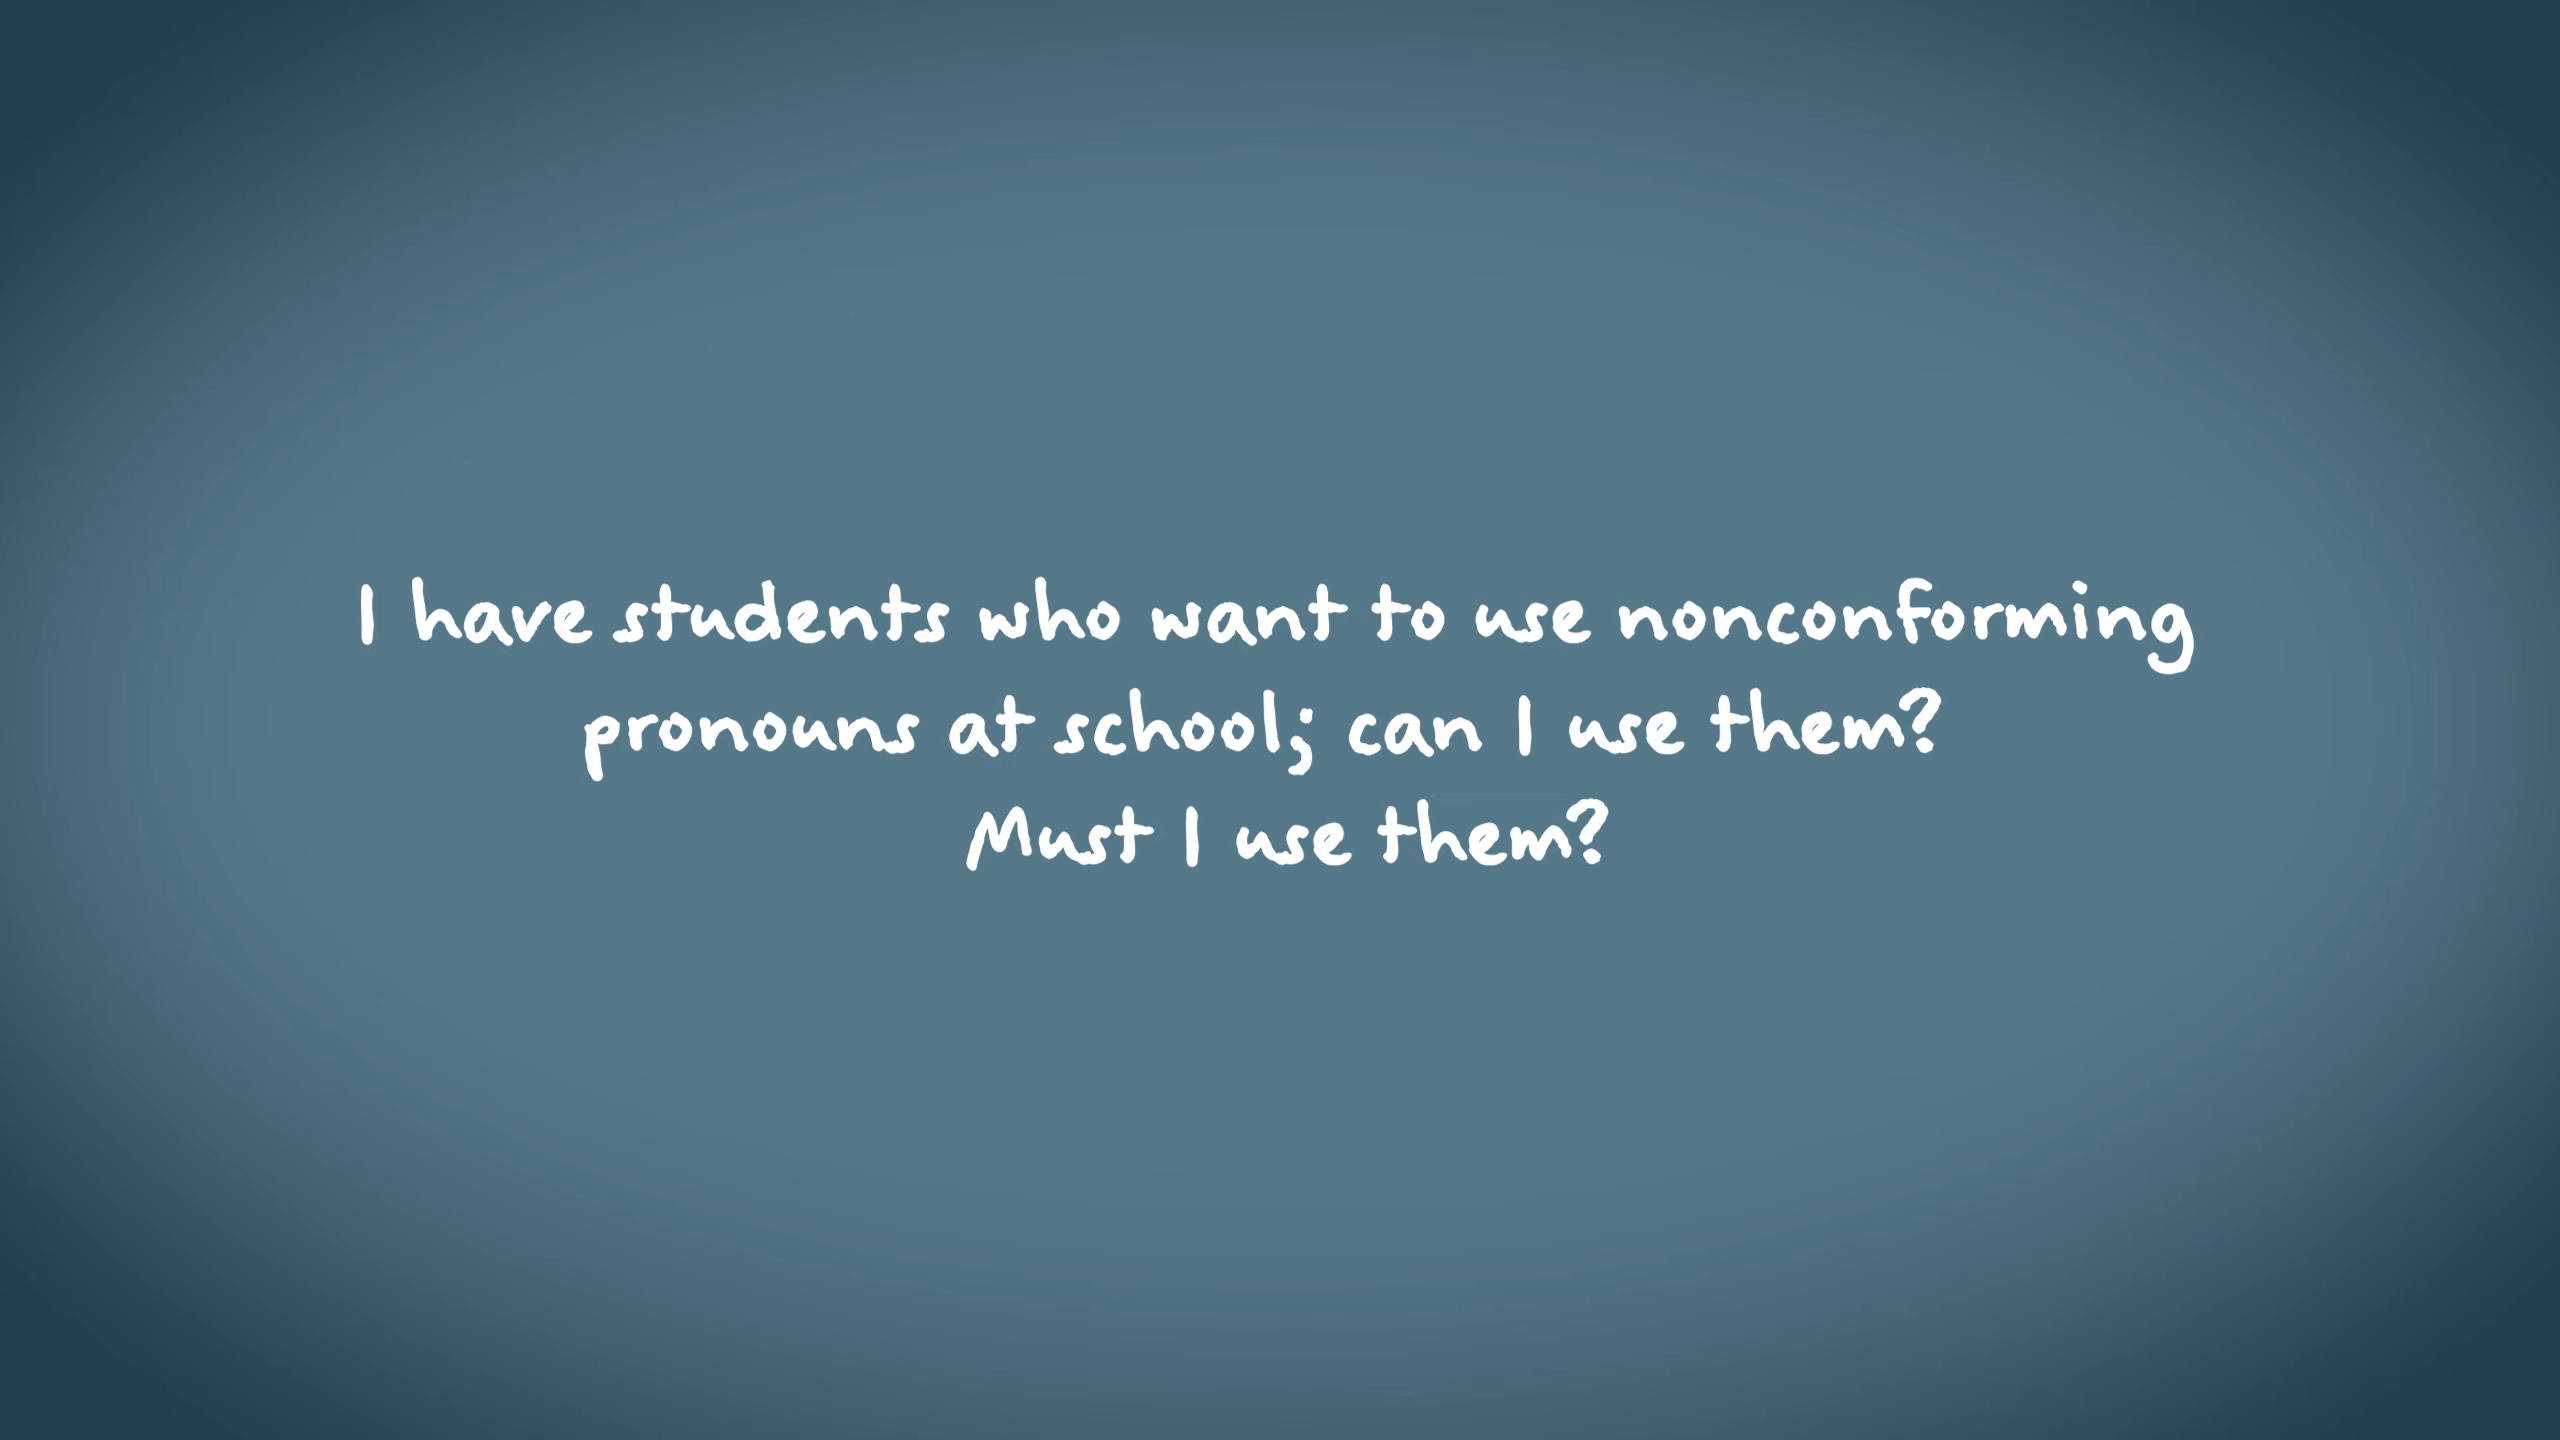 I have students who want to use nonconforming
pronouns at school; can I use them?
Must I use them?